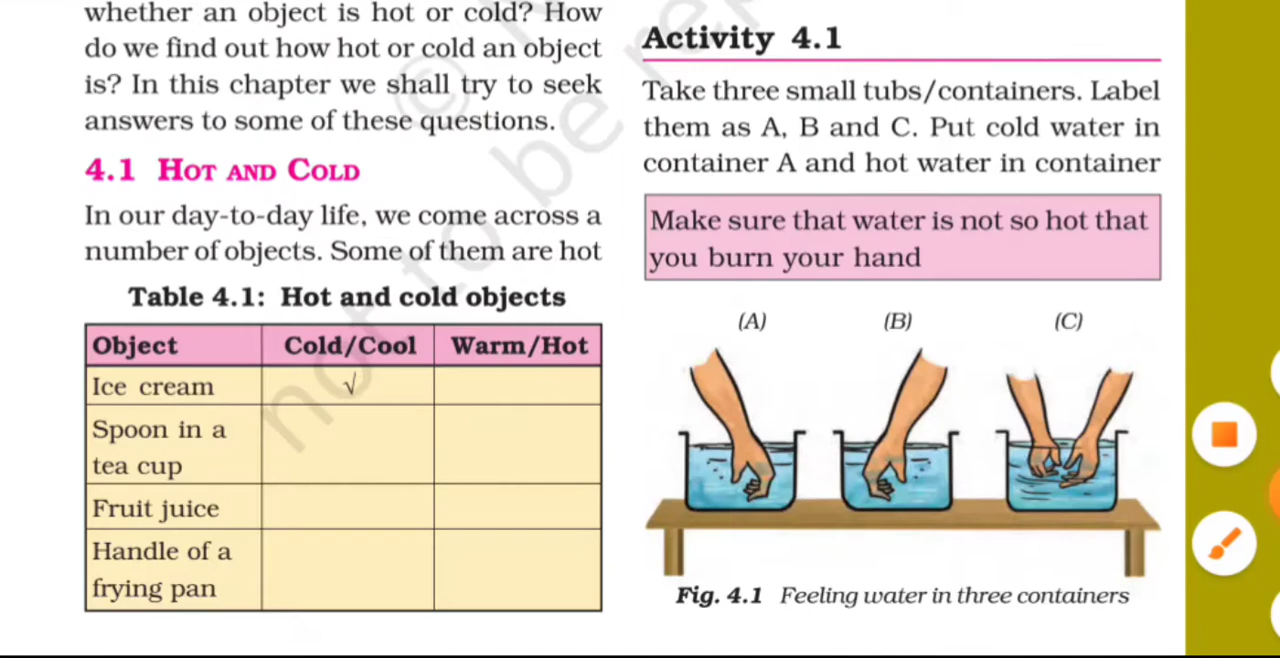 whether an object is hot or cold? How
do we find out how hot or cold an object
is? In this chapter we shall try to seek
answers to some of these questions.
4.1 HOT AND COLD
In our day-to-day life, we come across a
number of objects. Some of them are hot
Table 4.1: Hot and cold objects
Object Cold/Cool Warm/Hot
Ice cream √
Spoon in a
tea cup
Fruit juice
Handle of a
frying pan
Activity 4.1
Take three small tubs/containers. Label
them as A, B and C. Put cold water in
container A and hot water in container
Make sure that water is not so hot that
you burn your hand
(A) (B) (C)
Fig. 4.1 Feeling water in three containers
not to be rep